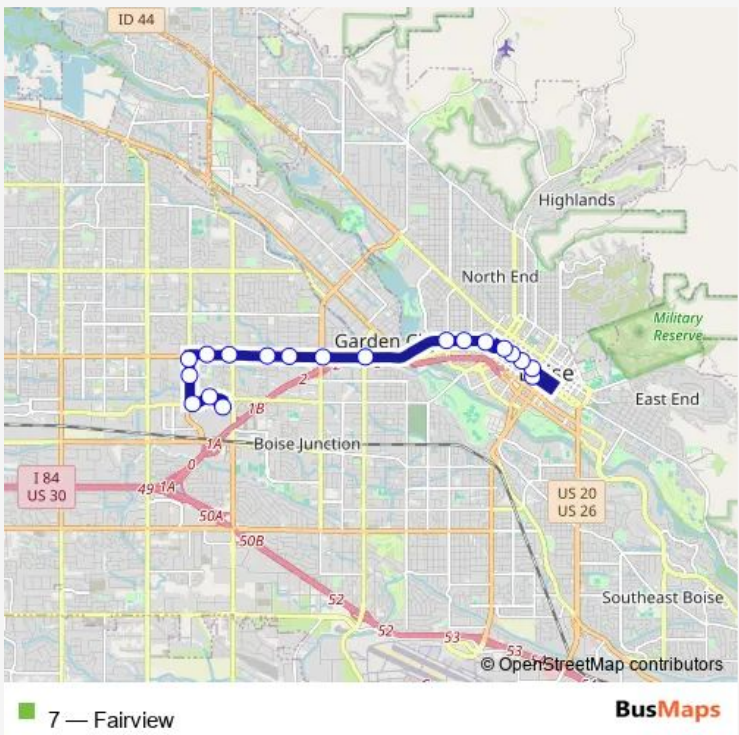 ID 44
Highlands
North End
Military
Reserve
Garden
East End
2
1B
Boise Junction
1A
0
I 84
US 30
49
1A
US 20
US 26
50A
50B
Southeast Boise
52
52
53
53
© OpenStreetMap contributors
7 — Fairview
BusMaps